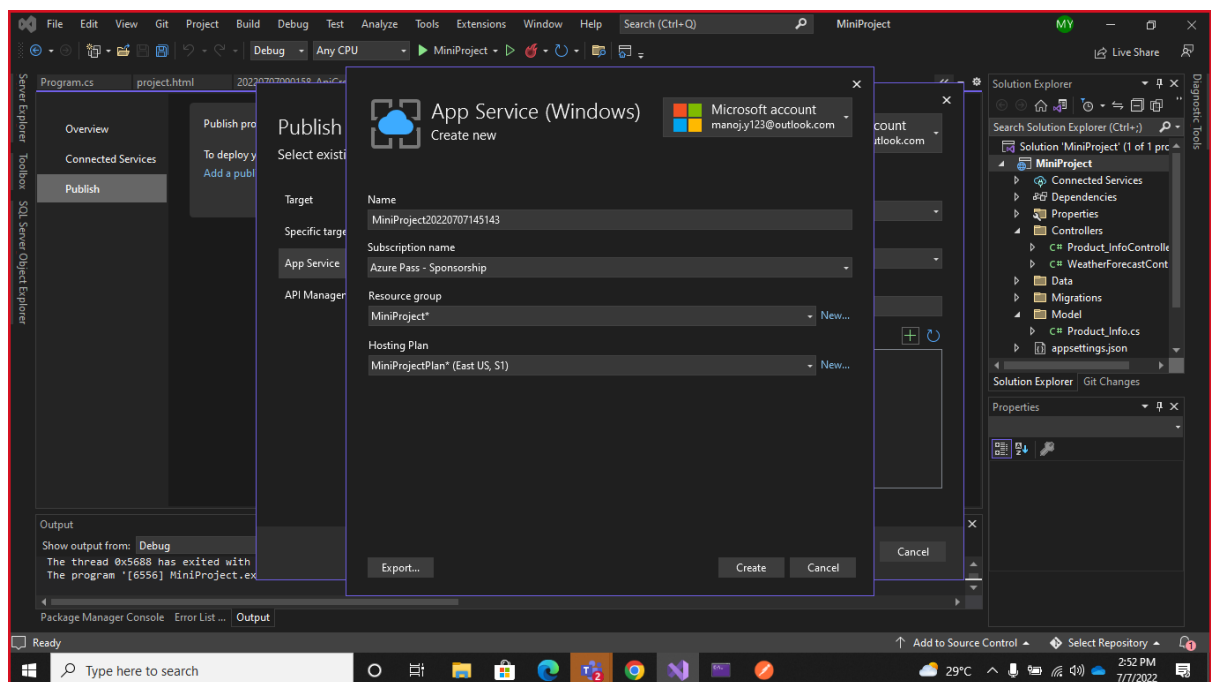 File Edit View Git Project Build Debug Test Analyze Tools Extensions Window Help Search (Ctrl+Q) MiniProject MY
Debug Any CPU MiniProject Live Share
Server Explorer Toolbox SQL Server Object Explorer
Program.cs project.html
Overview
Connected Services
Publish
Publish pro
To deploy y
Add a publ
Publish
Select existi
Target
Specific targe
App Service
API Manager
count
utlook.com
Cancel
App Service (Windows)
Create new
Microsoft account
manoj.y123@outlook.com
Name
MiniProject20220707145143
Subscription name
Azure Pass - Sponsorship
Resource group
MiniProject*
New...
Hosting Plan
MiniProjectPlan* (East US, S1)
New...
Export...
Create Cancel
Solution Explorer
Search Solution Explorer (Ctrl+;)
Solution 'MiniProject' (1 of 1 prc
MiniProject
Connected Services
Dependencies
Properties
Controllers
C# Product_InfoControlle
C# WeatherForecastCont
Data
Migrations
Model
C# Product_Info.cs
appsettings.json
Solution Explorer Git Changes
Properties
Diagnostic Tools
Output
Show output from: Debug
The thread 0x5688 has exited with
The program '[6556] MiniProject.ex
Package Manager Console Error List ... Output
Ready Add to Source Control Select Repository 1
Type here to search 2 29°C 2:52 PM
7/7/2022